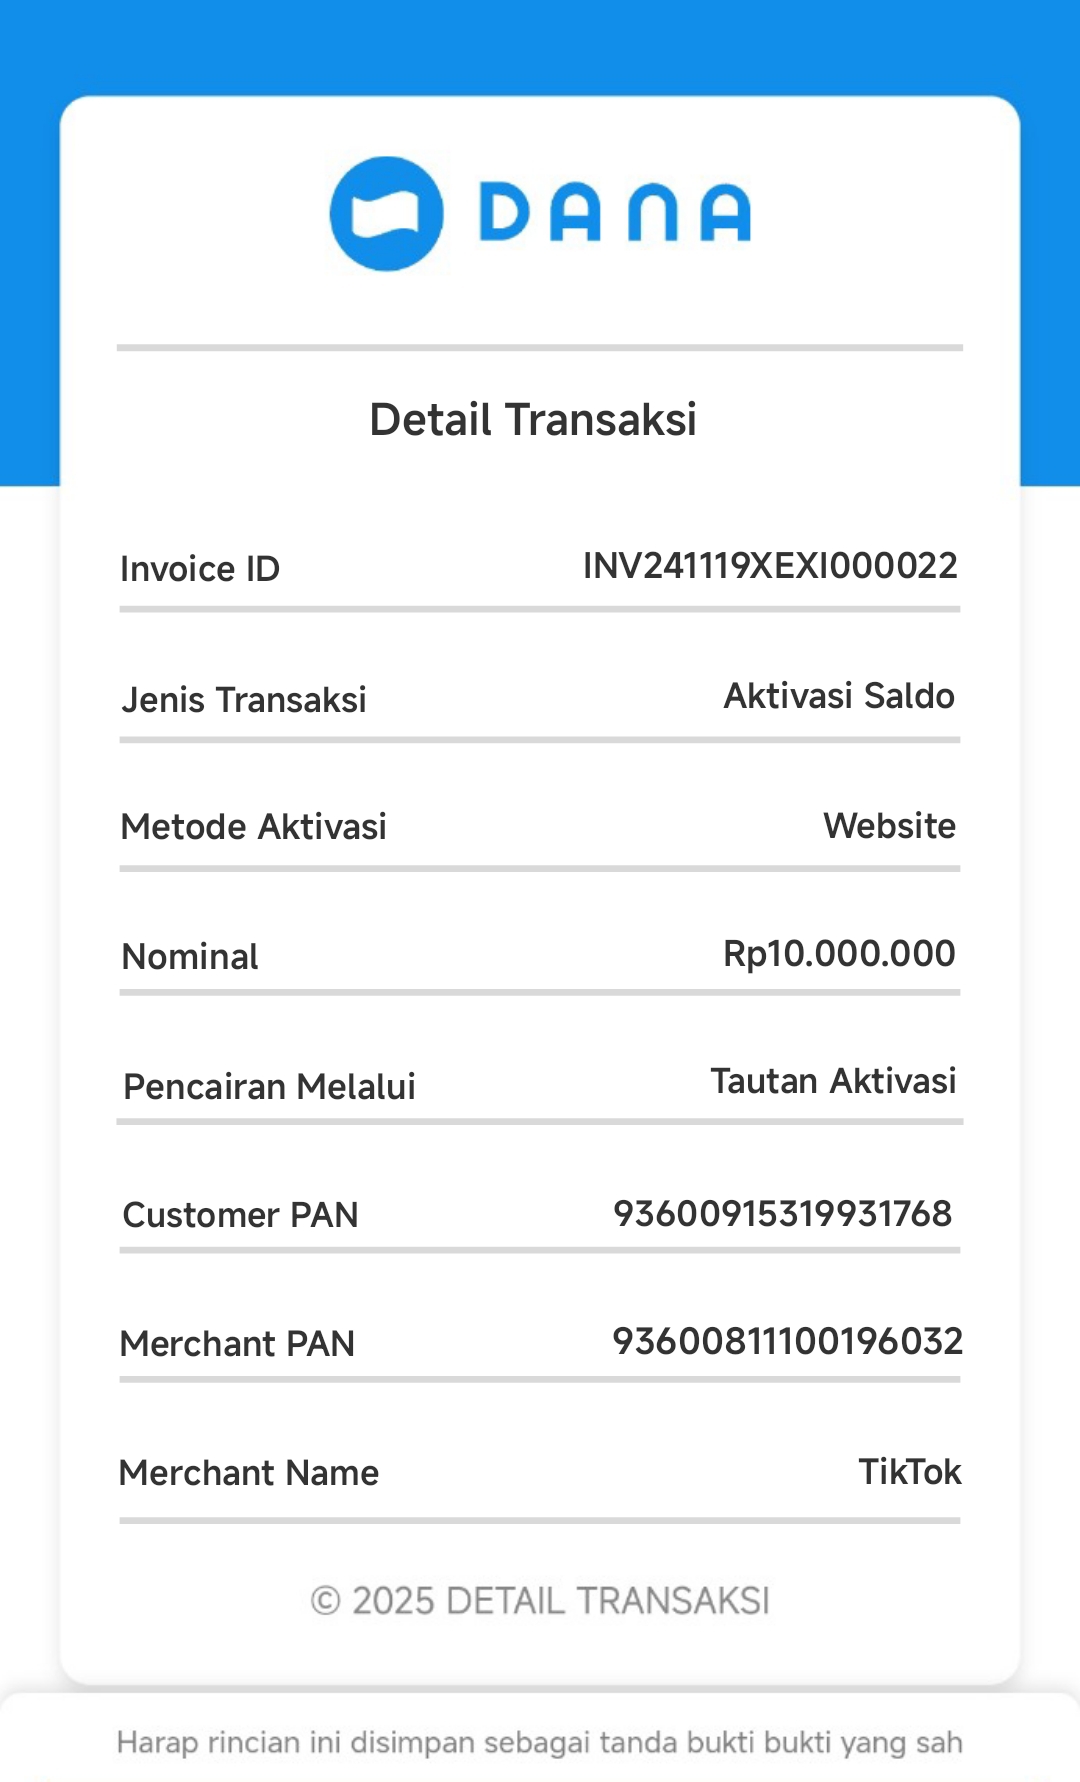 DANA
Detail Transaksi
Invoice ID INV241119XEXI000022
Jenis Transaksi Aktivasi Saldo
Metode Aktivasi Website
Nominal Rp10.000.000
Pencairan Melalui Tautan Aktivasi
Customer PAN 93600915319931768
Merchant PAN 93600811100196032
Merchant Name TikTok
© 2025 DETAIL TRANSAKSI
Harap rincian ini disimpan sebagai tanda bukti bukti yang sah